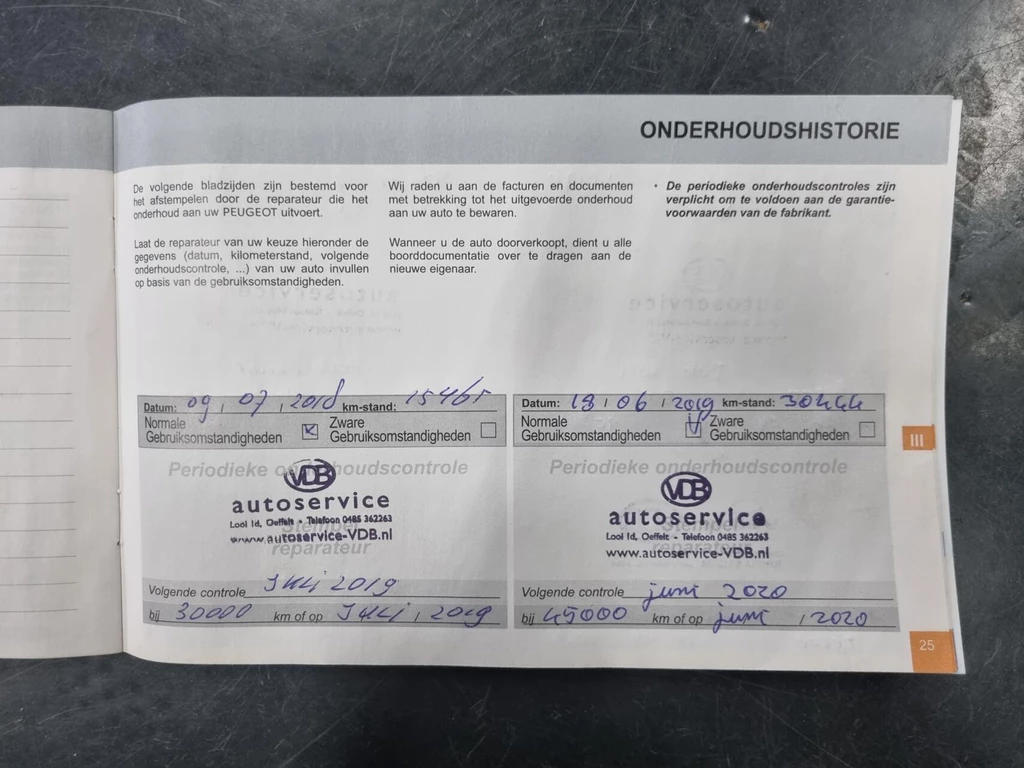 ONDERHOUDSHISTORIE
De volgende bladzijden zijn bestemd voor
het afstempelen door de reparateur die het
onderhoud aan uw PEUGEOT uitvoert.
Laat de reparateur van uw keuze hieronder de
gegevens (datum, kilometerstand, volgende
onderhoudscontrole, ...) van uw auto invullen
op basis van de gebruiksomstandigheden.
Wij raden u aan de facturen en documenten
met betrekking tot het uitgevoerde onderhoud
aan uw auto te bewaren.
Wanneer u de auto doorverkoopt, dient u alle
boorddocumentatie over te dragen aan de
nieuwe eigenaar.
• De periodieke onderhoudscontroles zijn
verplicht om te voldoen aan de garantie-
voorwaarden van de fabrikant.
Datum: 09, 07, 2018 km-stand: 15465
Normale
Gebruiksomstandigheden
Zware
Gebruiksomstandigheden
Periodieke onderhoudscontrole
VDB
autoservice
Looi 1d, Oeffelt - Telefoon 0485 362263
Stempel
www.autoservice-VDB.nl
reparateur
Volgende controle Juli 2019
bij 30000 km of op Juli, 2019
Datum: 18, 06, 2019 km-stand: 30444
Normale
Gebruiksomstandigheden
Zware
Gebruiksomstandigheden
Periodieke onderhoudscontrole
VDB
autoservice
Stempel
Looi 1d, Oeffelt - Telefoon 0485 362263
reparateur
www.autoservice-VDB.nl
Volgende controle juni 2020
bij 45000 km of op juni, 2020
III
25